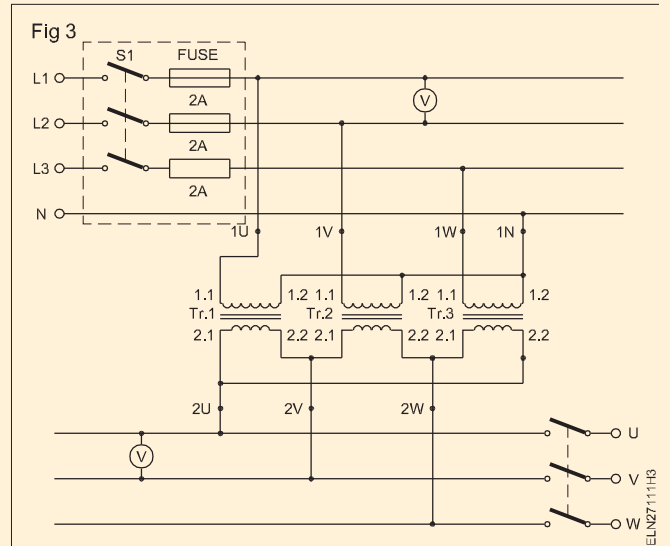 Fig 3
S1 FUSE
L1
2A
V
L2
2A
L3
2A
N
1U 1V 1W 1N
1.1 1.2 1.1 1.2 1.1 1.2
Tr.1 Tr.2 Tr.3
2.1 2.2 2.1 2.2 2.1 2.2
2U 2V 2W
U
V
V
W
ELN27111H3